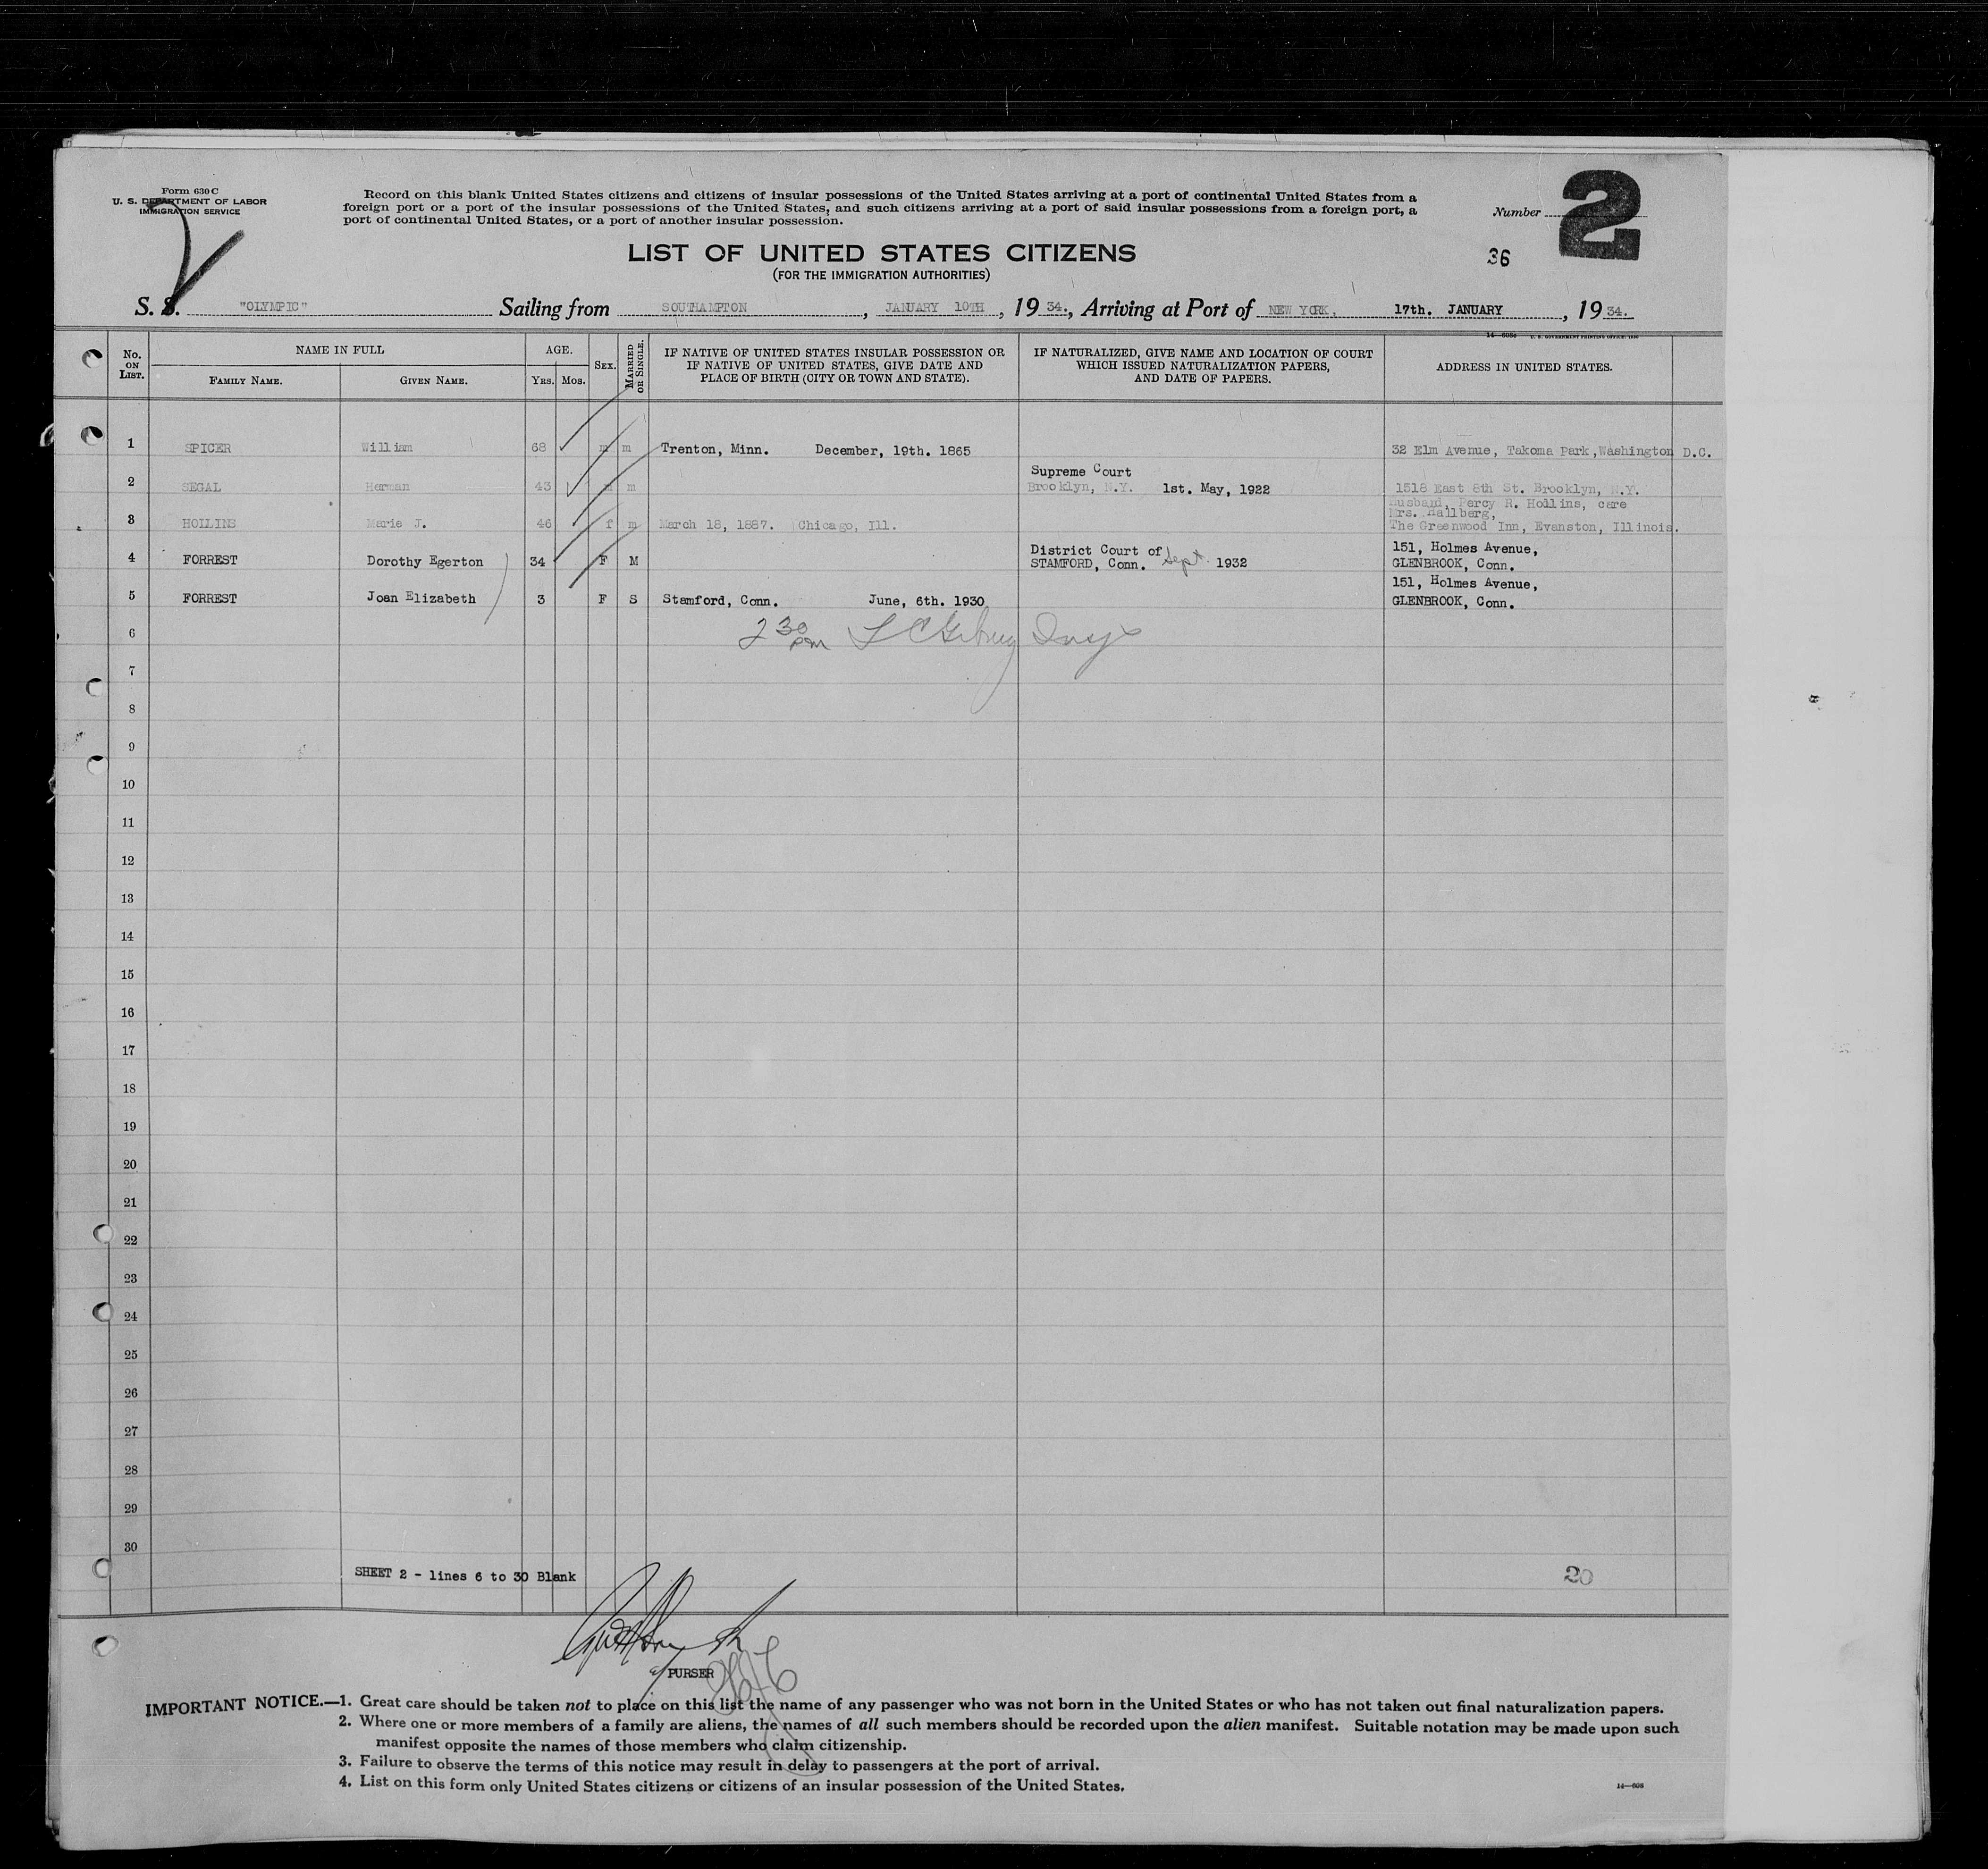 Form 630 C
U. S. DEPARTMENT OF LABOR
IMMIGRATION SERVICE
2
Record on this blank United States citizens and citizens of insular possessions of the United States arriving at a port of continental United States from a
foreign port or a port of the insular possessions of the United States, and such citizens arriving at a port of said insular possessions from a foreign port, a
port of continental United States, or a port of another insular possession.
Number 2
LIST OF UNITED STATES CITIZENS
(FOR THE IMMIGRATION AUTHORITIES)
36
S. S. "OLYMPIC" Sailing from SOUTHAMPTON, JANUARY 10TH, 19 34., Arriving at Port of NEW YORK, 17th. JANUARY, 19 34.
No. ON LIST. NAME IN FULL FAMILY NAME. GIVEN NAME. AGE. YRS. MOS. SEX. MARRIED OR SINGLE. IF NATIVE OF UNITED STATES INSULAR POSSESSION OR IF NATIVE OF UNITED STATES, GIVE DATE AND PLACE OF BIRTH (CITY OR TOWN AND STATE). IF NATURALIZED, GIVE NAME AND LOCATION OF COURT WHICH ISSUED NATURALIZATION PAPERS, AND DATE OF PAPERS. ADDRESS IN UNITED STATES.
1 SPICER William 68 m m Trenton, Minn. December, 19th. 1865 32 Elm Avenue, Takoma Park, Washington D.C.
Supreme Court
2 SEGAL Herman 43 m m Brooklyn, N.Y. 1st. May, 1922 1518 East 8th St. Brooklyn, N.Y.
Husband, Percy R. Hollins, care
Mrs. Hallberg,
3 HOLLINS Marie J. 46 f m March 18, 1887. Chicago, Ill. The Greenwood Inn, Evanston, Illinois.
District Court of 151, Holmes Avenue,
4 FORREST Dorothy Egerton 34 F M STAMFORD, Conn. Sept. 1932 GLENBROOK, Conn.
151, Holmes Avenue,
5 FORREST Joan Elizabeth 3 F S Stamford, Conn. June, 6th. 1930 GLENBROOK, Conn.
6 2 30 pm
7
8
9
10
11
12
13
14
15
16
17
18
19
20
21
22
23
24
25
26
27
28
29
30
SHEET 2 - lines 6 to 30 Blank
20
PURSER
IMPORTANT NOTICE.—1. Great care should be taken not to place on this list the name of any passenger who was not born in the United States or who has not taken out final naturalization papers.
2. Where one or more members of a family are aliens, the names of all such members should be recorded upon the alien manifest. Suitable notation may be made upon such
manifest opposite the names of those members who claim citizenship.
3. Failure to observe the terms of this notice may result in delay to passengers at the port of arrival.
4. List on this form only United States citizens or citizens of an insular possession of the United States.